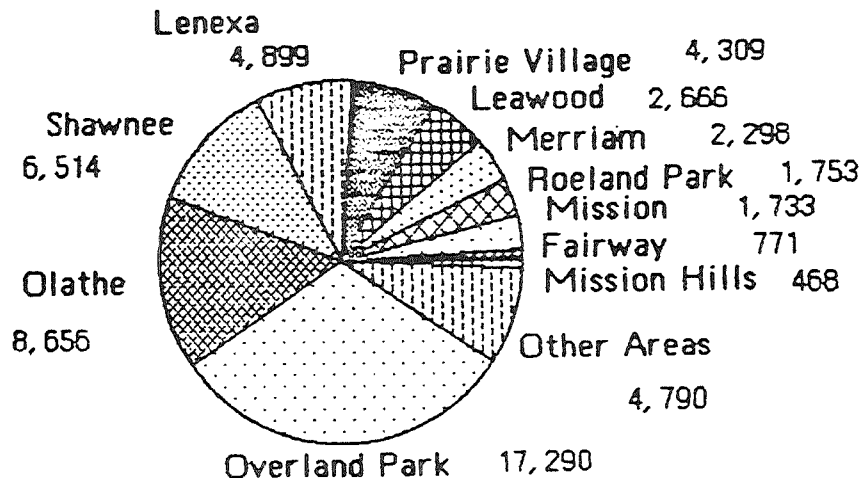 Lenexa
4,899
Prairie Village 4,309
Leawood 2,666
Merriam 2,298
Roeland Park 1,753
Mission 1,733
Fairway 771
Mission Hills 468
Other Areas
4,790
Overland Park 17,290
Olathe
8,656
Shawnee
6,514